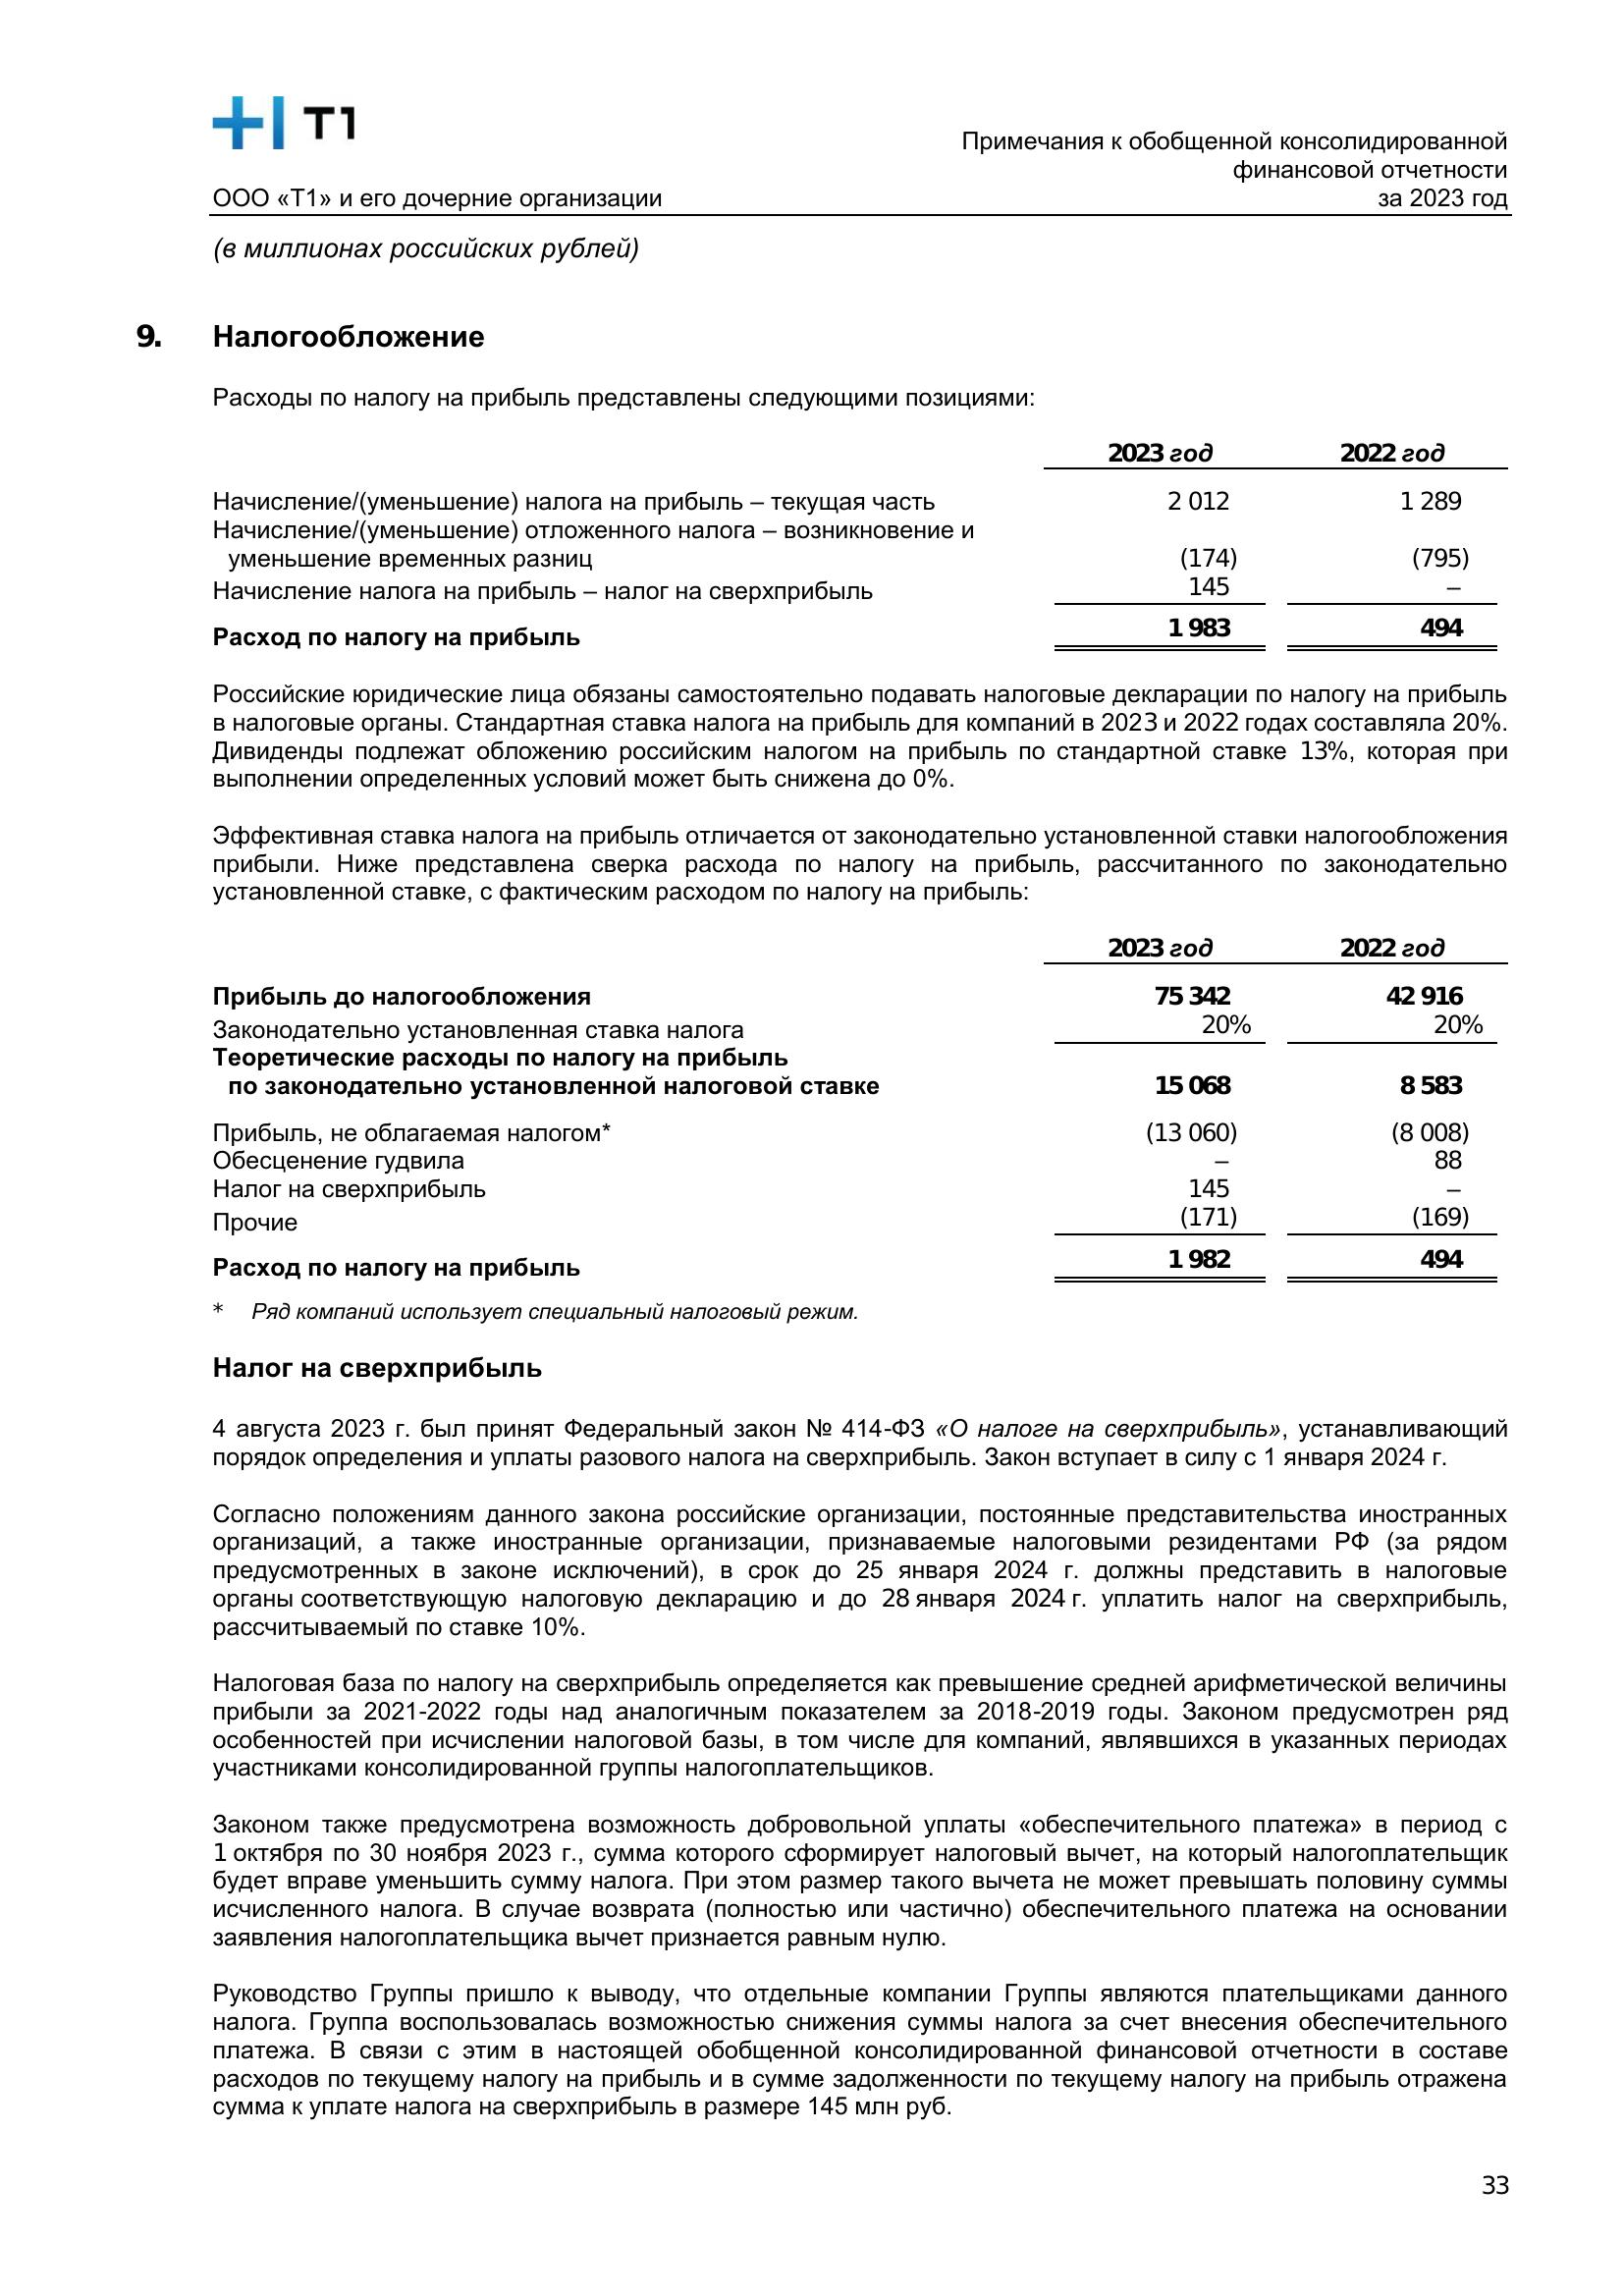 T1
Примечания к обобщенной консолидированной
финансовой отчетности
ООО «Т1» и его дочерние организации за 2023 год
(в миллионах российских рублей)
9. Налогообложение
Расходы по налогу на прибыль представлены следующими позициями:
2023 год 2022 год
Начисление/(уменьшение) налога на прибыль – текущая часть 2 012 1 289
Начисление/(уменьшение) отложенного налога – возникновение и
уменьшение временных разниц (174) (795)
Начисление налога на прибыль – налог на сверхприбыль 145 –
Расход по налогу на прибыль 1 983 494
Российские юридические лица обязаны самостоятельно подавать налоговые декларации по налогу на прибыль
в налоговые органы. Стандартная ставка налога на прибыль для компаний в 2023 и 2022 годах составляла 20%.
Дивиденды подлежат обложению российским налогом на прибыль по стандартной ставке 13%, которая при
выполнении определенных условий может быть снижена до 0%.
Эффективная ставка налога на прибыль отличается от законодательно установленной ставки налогообложения
прибыли. Ниже представлена сверка расхода по налогу на прибыль, рассчитанного по законодательно
установленной ставке, с фактическим расходом по налогу на прибыль:
2023 год 2022 год
Прибыль до налогообложения 75 342 42 916
Законодательно установленная ставка налога 20% 20%
Теоретические расходы по налогу на прибыль
по законодательно установленной налоговой ставке 15 068 8 583
Прибыль, не облагаемая налогом* (13 060) (8 008)
Обесценение гудвила – 88
Налог на сверхприбыль 145 –
Прочие (171) (169)
Расход по налогу на прибыль 1 982 494
* Ряд компаний использует специальный налоговый режим.
Налог на сверхприбыль
4 августа 2023 г. был принят Федеральный закон № 414-ФЗ «О налоге на сверхприбыль», устанавливающий
порядок определения и уплаты разового налога на сверхприбыль. Закон вступает в силу с 1 января 2024 г.
Согласно положениям данного закона российские организации, постоянные представительства иностранных
организаций, а также иностранные организации, признаваемые налоговыми резидентами РФ (за рядом
предусмотренных в законе исключений), в срок до 25 января 2024 г. должны представить в налоговые
органы соответствующую налоговую декларацию и до 28 января 2024 г. уплатить налог на сверхприбыль,
рассчитываемый по ставке 10%.
Налоговая база по налогу на сверхприбыль определяется как превышение средней арифметической величины
прибыли за 2021-2022 годы над аналогичным показателем за 2018-2019 годы. Законом предусмотрен ряд
особенностей при исчислении налоговой базы, в том числе для компаний, являвшихся в указанных периодах
участниками консолидированной группы налогоплательщиков.
Законом также предусмотрена возможность добровольной уплаты «обеспечительного платежа» в период с
1 октября по 30 ноября 2023 г., сумма которого сформирует налоговый вычет, на который налогоплательщик
будет вправе уменьшить сумму налога. При этом размер такого вычета не может превышать половину суммы
исчисленного налога. В случае возврата (полностью или частично) обеспечительного платежа на основании
заявления налогоплательщика вычет признается равным нулю.
Руководство Группы пришло к выводу, что отдельные компании Группы являются плательщиками данного
налога. Группа воспользовалась возможностью снижения суммы налога за счет внесения обеспечительного
платежа. В связи с этим в настоящей обобщенной консолидированной финансовой отчетности в составе
расходов по текущему налогу на прибыль и в сумме задолженности по текущему налогу на прибыль отражена
сумма к уплате налога на сверхприбыль в размере 145 млн руб.
33